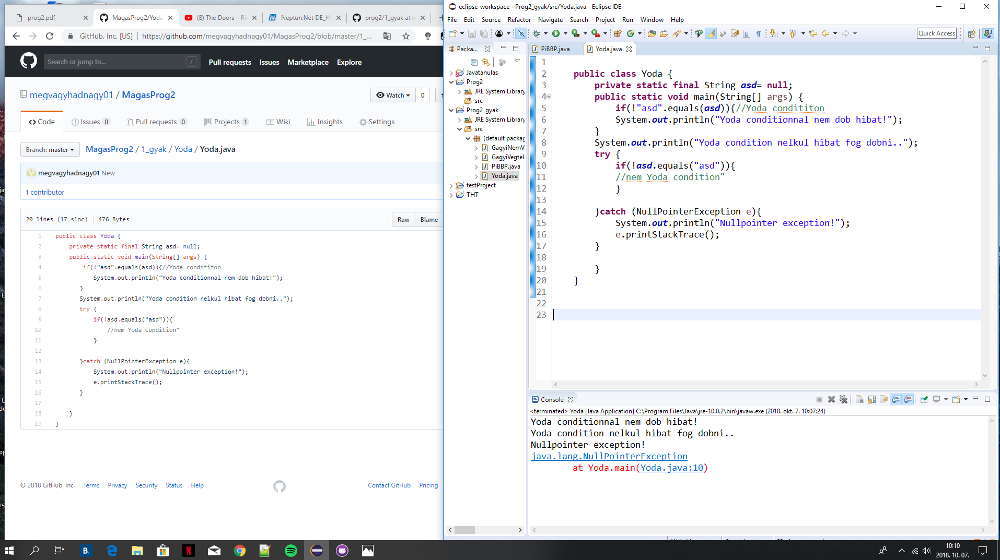 prog2.pdf
MagasProg2/Yoda
(8) The Doors – Ri
Neptun.Net DE_H
prog2/1_gyak at
GitHub, Inc. [US] | https://github.com/megvagyhadnagy01/MagasProg2/blob/master/1_...
Search or jump to... /
Pull requests Issues Marketplace Explore
megvagyhadnagy01 / MagasProg2
Watch 0
Code Issues 0 Pull requests 0 Projects 1 Wiki Insights Settings
Branch: master MagasProg2 / 1_gyak / Yoda / Yoda.java
megvagyhadnagy01 New
1 contributor
20 lines (17 sloc) 476 Bytes
Raw Blame
1 public class Yoda {
2 private static final String asd= null;
3 public static void main(String[] args) {
4 if(!"asd".equals(asd)){//Yoda condititon
5 System.out.println("Yoda conditionnal nem dob hibat!");
6 }
7 System.out.println("Yoda condition nelkul hibat fog dobni..");
8 try {
9 if(!asd.equals("asd")){
10 //nem Yoda condition"
11 }
12
13 }catch (NullPointerException e){
14 System.out.println("Nullpointer exception!");
15 e.printStackTrace();
16 }
17
18 }
19 }
© 2018 GitHub, Inc. Terms Privacy Security Status Help
Contact GitHub Pricing
eclipse-workspace - Prog2_gyak/src/Yoda.java - Eclipse IDE
File Edit Source Refactor Navigate Search Project Run Window Help
Quick Access
Packa...
Javatanulas
Prog2
JRE System Library
src
Prog2_gyak
JRE System Library
src
(default packag
GagyiNemV
GagyiVegtel
PiBBP.java
Yoda.java
testProject
THT
PiBBP.java
Yoda.java
1
2 public class Yoda {
3 private static final String asd= null;
4 public static void main(String[] args) {
5 if(!"asd".equals(asd)){//Yoda condititon
6 System.out.println("Yoda conditionnal nem dob hibat!");
7 }
8 System.out.println("Yoda condition nelkul hibat fog dobni..");
9 try {
10 if(!asd.equals("asd")){
11 //nem Yoda condition"
12 }
13
14 }catch (NullPointerException e){
15 System.out.println("Nullpointer exception!");
16 e.printStackTrace();
17 }
18
19 }
20 }
21
22
23
Console
<terminated> Yoda [Java Application] C:\Program Files\Java\jre-10.0.2\bin\javaw.exe (2018. okt. 7. 10:07:24)
Yoda conditionnal nem dob hibat!
Yoda condition nelkul hibat fog dobni..
Nullpointer exception!
java.lang.NullPointerException
at Yoda.main(Yoda.java:10)
10:10
2018. 10. 07.